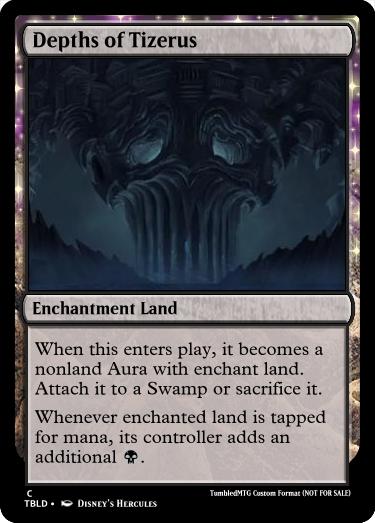 Depths of Tizerus
Enchantment Land
When this enters play, it becomes a
nonland Aura with enchant land.
Attach it to a Swamp or sacrifice it.
Whenever enchanted land is tapped
for mana, its controller adds an
additional .
C
TBLD • Disney's Hercules
TumbledMTG Custom Format (NOT FOR SALE)